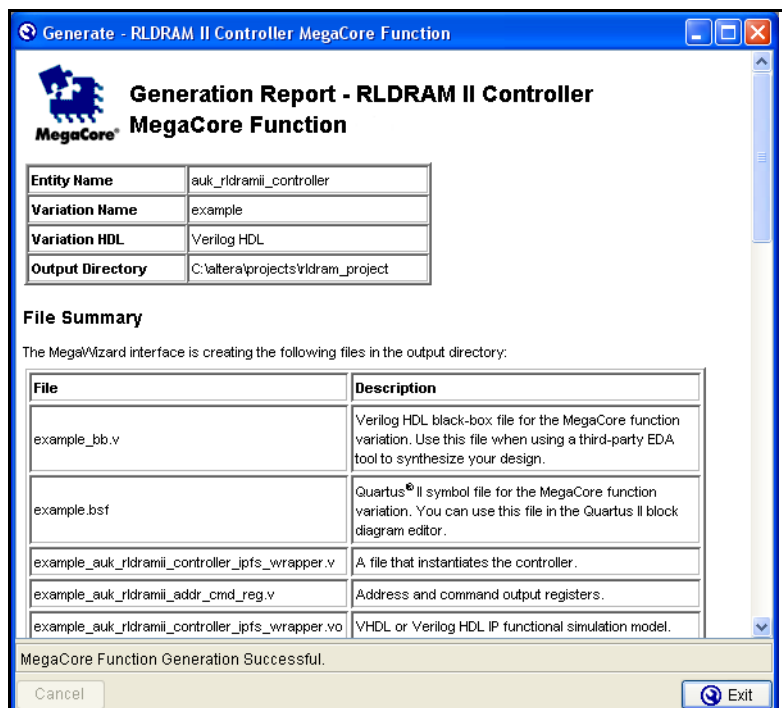 Generate - RLDRAM II Controller MegaCore Function
MegaCore®
Generation Report - RLDRAM II Controller
MegaCore Function
Entity Name auk_rldramii_controller
Variation Name example
Variation HDL Verilog HDL
Output Directory C:\altera\projects\rldram_project
File Summary
The MegaWizard interface is creating the following files in the output directory:
File Description
example_bb.v
Verilog HDL black-box file for the MegaCore function
variation. Use this file when using a third-party EDA
tool to synthesize your design.
example.bsf
Quartus® II symbol file for the MegaCore function
variation. You can use this file in the Quartus II block
diagram editor.
example_auk_rldramii_controller_ipfs_wrapper.v A file that instantiates the controller.
example_auk_rldramii_addr_cmd_reg.v Address and command output registers.
example_auk_rldramii_controller_ipfs_wrapper.vo VHDL or Verilog HDL IP functional simulation model.
MegaCore Function Generation Successful.
Cancel Exit